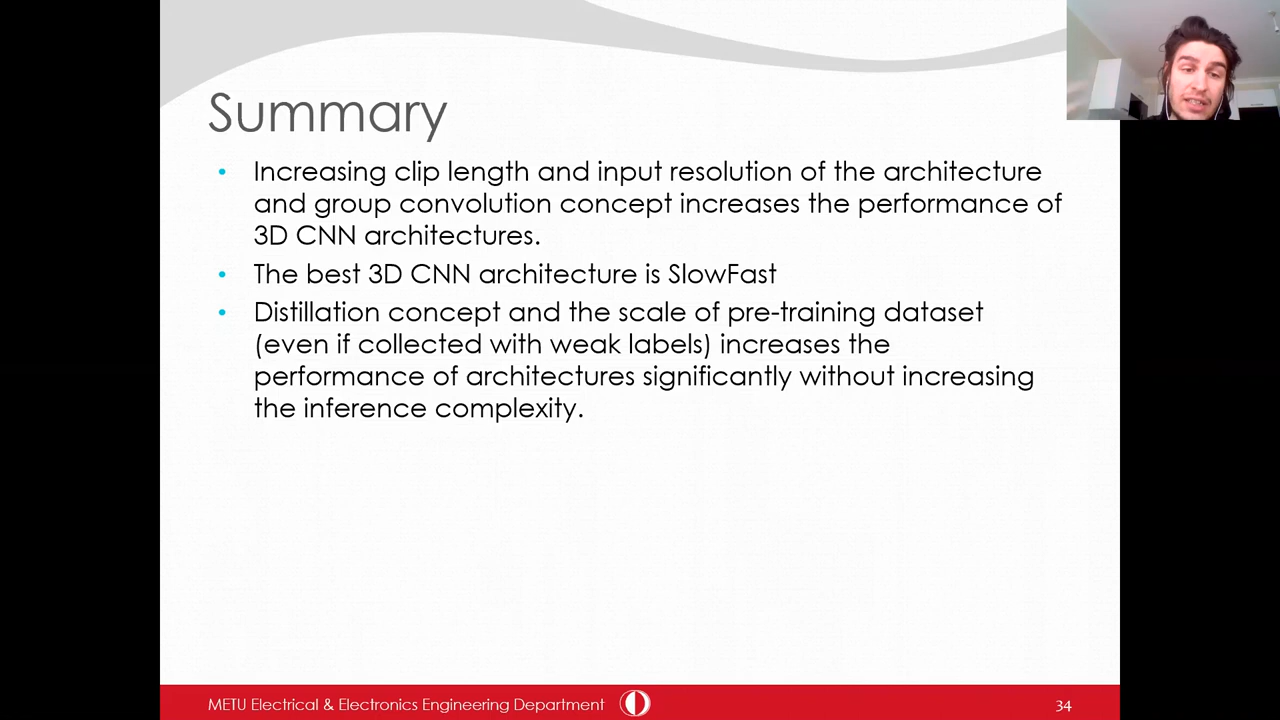 Summary
• Increasing clip length and input resolution of the architecture
and group convolution concept increases the performance of
3D CNN architectures.
• The best 3D CNN architecture is SlowFast
• Distillation concept and the scale of pre-training dataset
(even if collected with weak labels) increases the
performance of architectures significantly without increasing
the inference complexity.
METU Electrical & Electronics Engineering Department
34